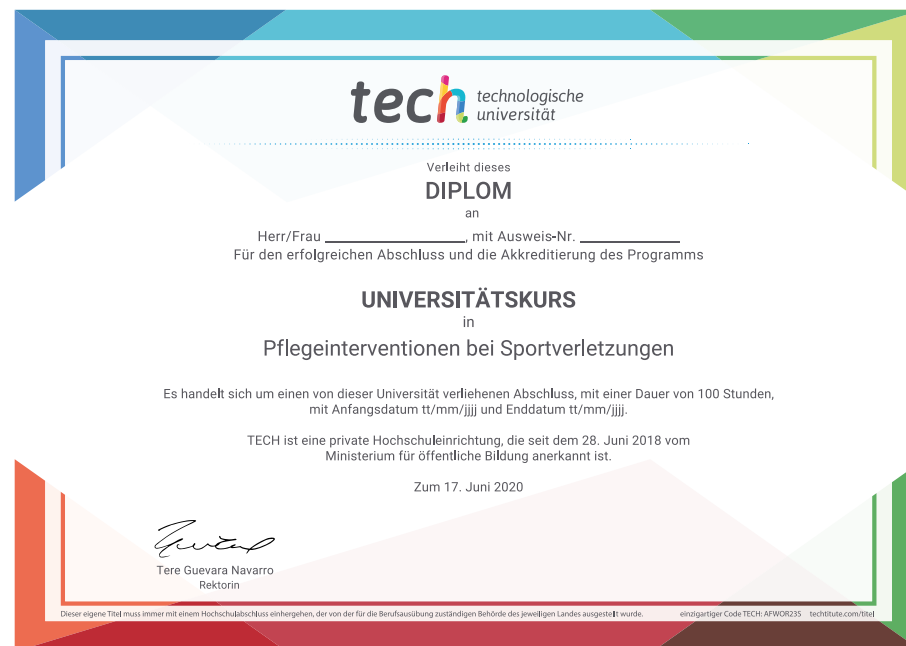 tech technologische
universität
Verleiht dieses
DIPLOM
an
Herr/Frau ____________________, mit Ausweis-Nr. ______________
Für den erfolgreichen Abschluss und die Akkreditierung des Programms
UNIVERSITÄTSKURS
in
Pflegeinterventionen bei Sportverletzungen
Es handelt sich um einen von dieser Universität verliehenen Abschluss, mit einer Dauer von 100 Stunden,
mit Anfangsdatum tt/mm/jjjj und Enddatum tt/mm/jjjj.
TECH ist eine private Hochschuleinrichtung, die seit dem 28. Juni 2018 vom
Ministerium für öffentliche Bildung anerkannt ist.
Zum 17. Juni 2020
Tere Guevara Navarro
Rektorin
Dieser eigene Titel muss immer mit einem Hochschulabschluss einhergehen, der von der für die Berufsausübung zuständigen Behörde des jeweiligen Landes ausgestellt wurde. einzigartiger Code TECH: AFWOR235 techtitute.com/titel